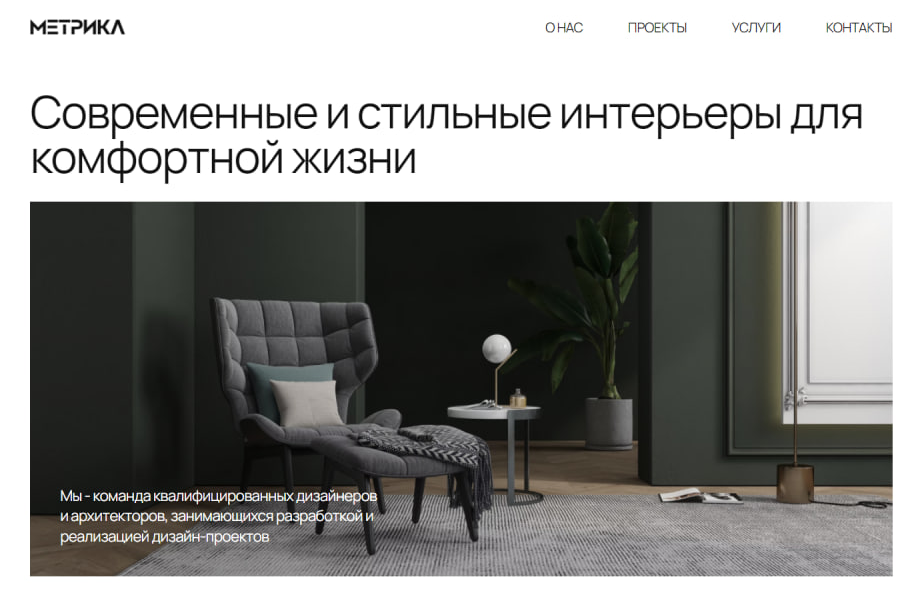 МЕТРИКА
О НАС ПРОЕКТЫ УСЛУГИ КОНТАКТЫ
Современные и стильные интерьеры для
комфортной жизни
Мы - команда квалифицированных дизайнеров
и архитекторов, занимающихся разработкой и
реализацией дизайн-проектов